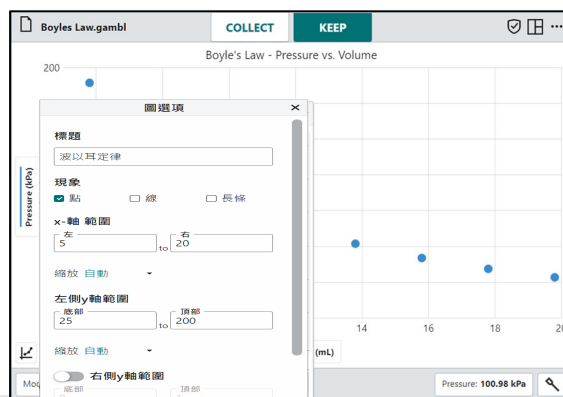 Boyles Law.gambl
COLLECT
KEEP
Boyle's Law - Pressure vs. Volume
200
圖選項
×
標題
波以耳定律
現象
點
線
長條
x-軸 範圍
左
5
to
右
20
縮放 自動
左側y軸範圍
底部
25
to
頂部
200
縮放 自動
右側y軸範圍
底部
to
頂部
Pressure (kPa)
14
16
18
20
(mL)
Mod
Pressure: 100.98 kPa